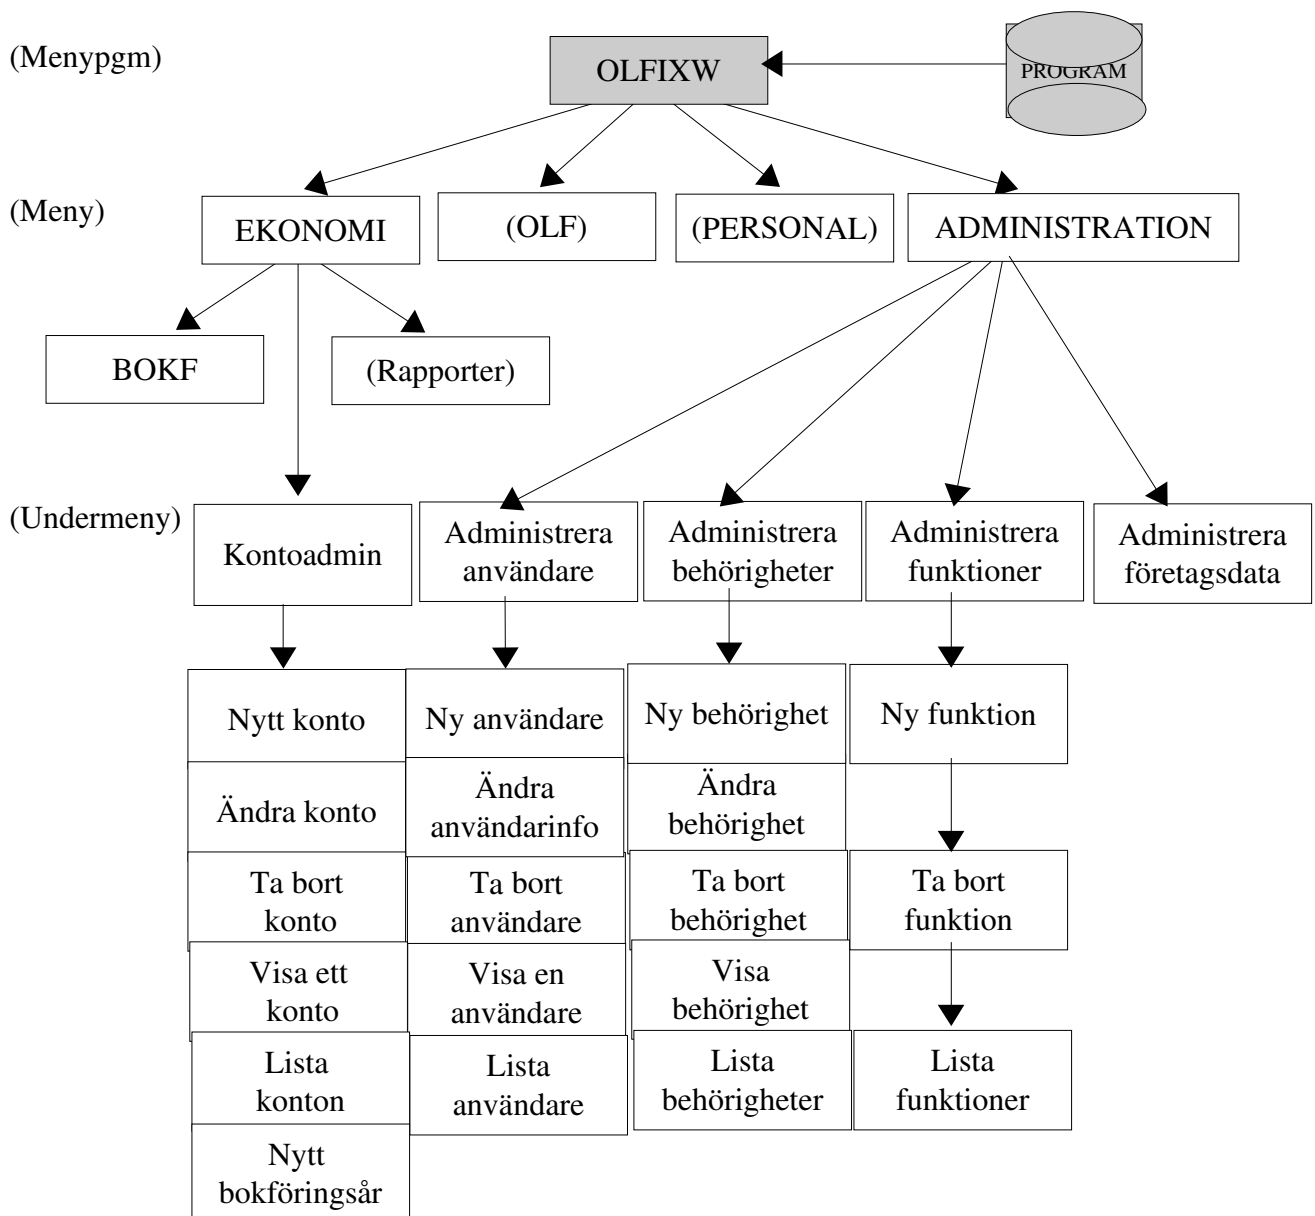 (Menypgm)
OLFIXW
PROGRAM
(Meny)
EKONOMI
(OLF)
(PERSONAL)
ADMINISTRATION
BOKF
(Rapporter)
(Undermeny)
Kontoadmin
Administrera
användare
Administrera
behörigheter
Administrera
funktioner
Administrera
företagsdata
Nytt konto
Ny användare
Ny behörighet
Ny funktion
Ändra konto
Ändra
användarinfo
Ändra
behörighet
Ta bort
konto
Ta bort
användare
Ta bort
behörighet
Ta bort
funktion
Visa ett
konto
Visa en
användare
Visa
behörighet
Lista
konton
Lista
användare
Lista
behörigheter
Lista
funktioner
Nytt
bokföringsår